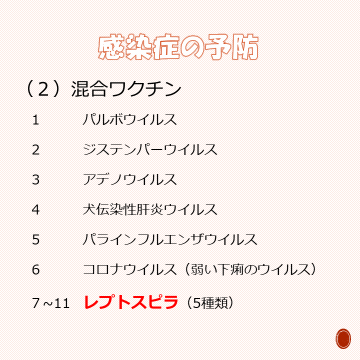 感染症の予防
（２）混合ワクチン
1 パルボウイルス
2 ジステンパーウイルス
3 アデノウイルス
4 犬伝染性肝炎ウイルス
5 パラインフルエンザウイルス
6 コロナウイルス（弱い下痢のウイルス）
７~11 レプトスピラ（5種類）